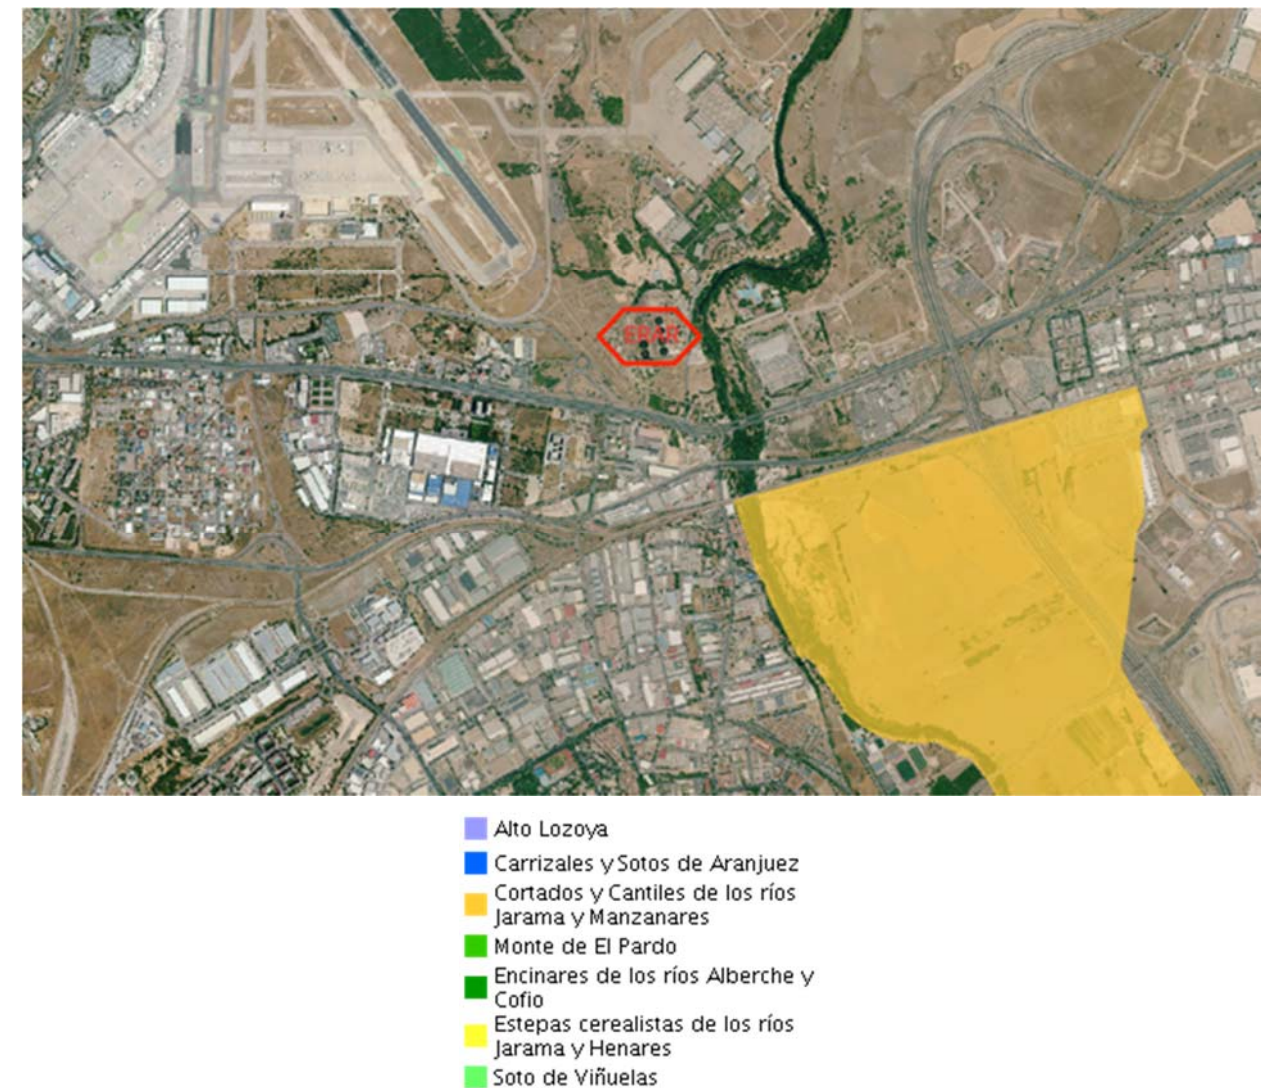 ERAR
Alto Lozoya
Carrizales y Sotos de Aranjuez
Cortados y Cantiles de los ríos
Jarama y Manzanares
Monte de El Pardo
Encinares de los ríos Alberche y
Cofio
Estepas cerealistas de los ríos
Jarama y Henares
Soto de Viñuelas